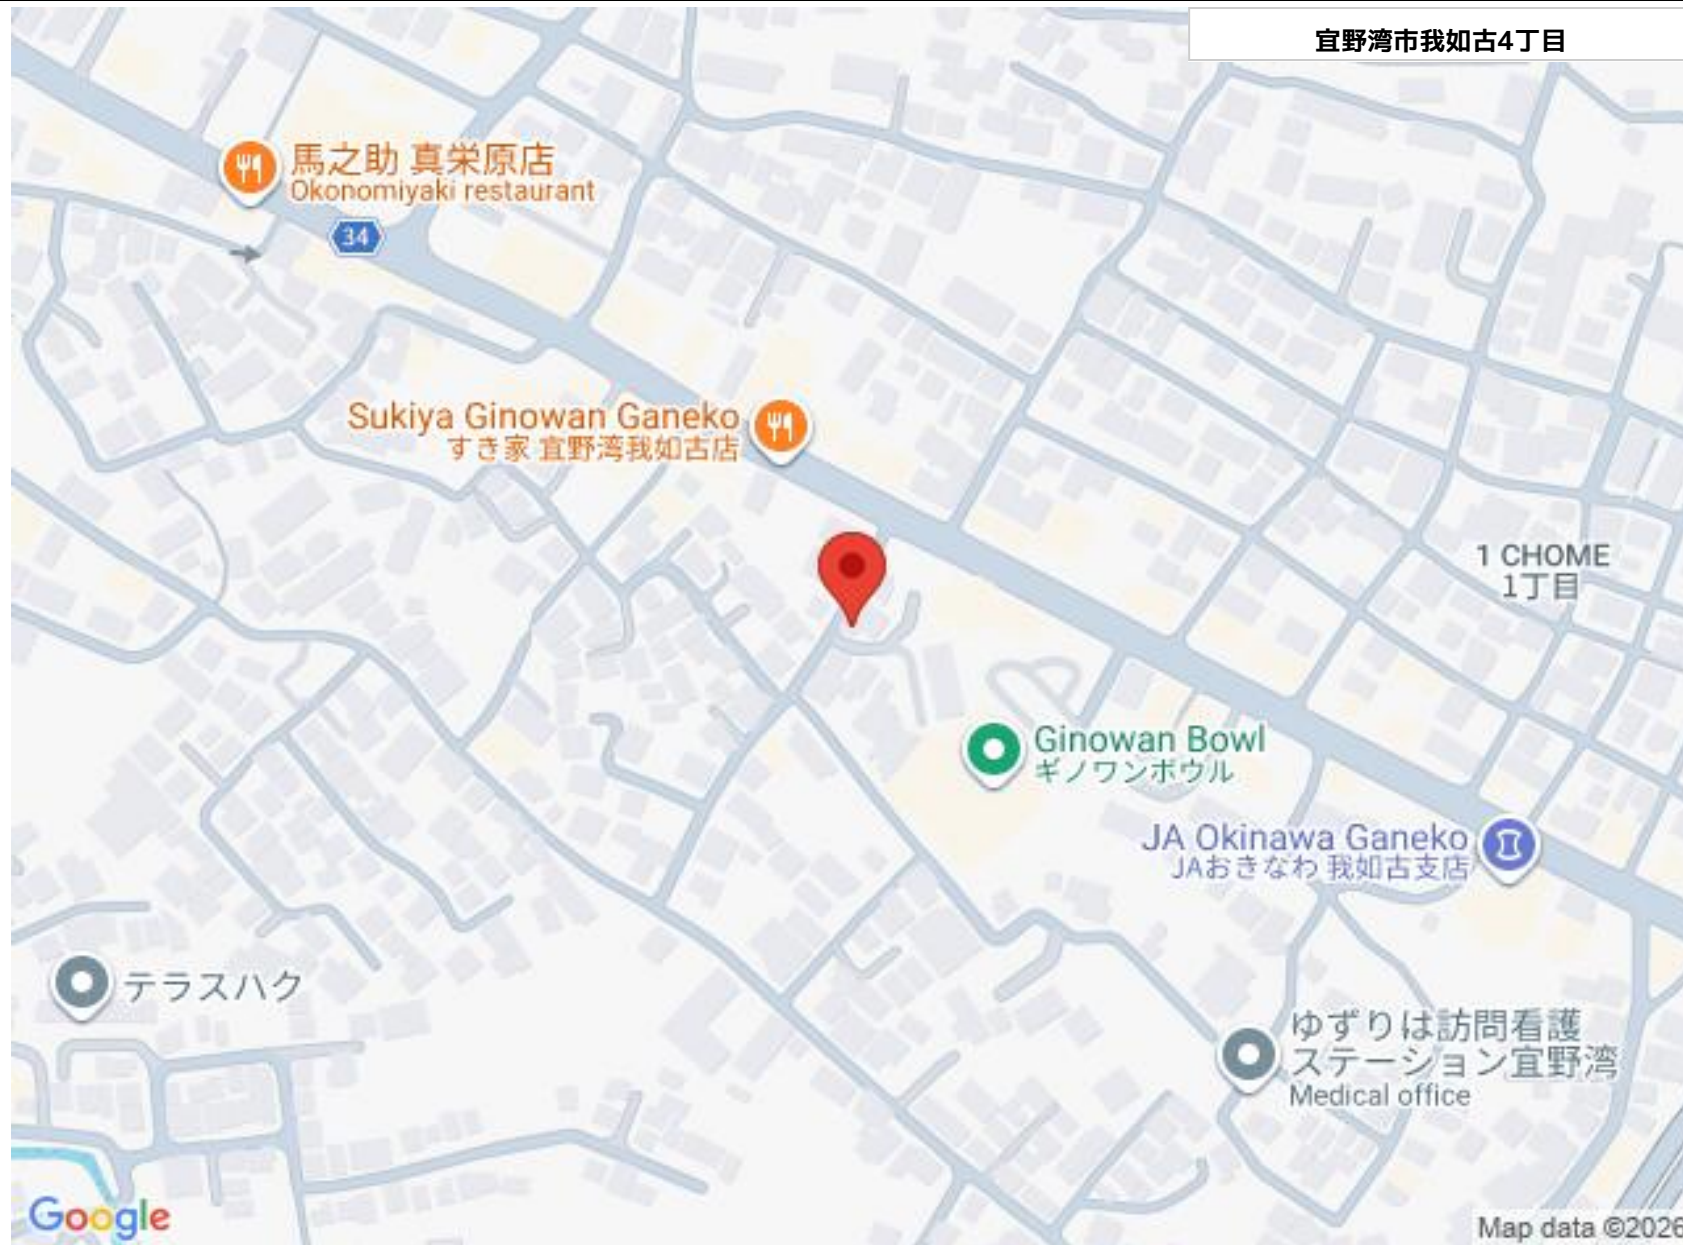 宜野湾市我如古4丁目
馬之助 真栄原店
Okonomiyaki restaurant
34
Sukiya Ginowan Ganeko
すき家 宜野湾我如古店
1 CHOME
1丁目
Ginowan Bowl
ギノワンボウル
JA Okinawa Ganeko
JAおきなわ 我如古支店
テラスハク
ゆずりは訪問看護
ステーション宜野湾
Medical office
Google
Map data ©2026